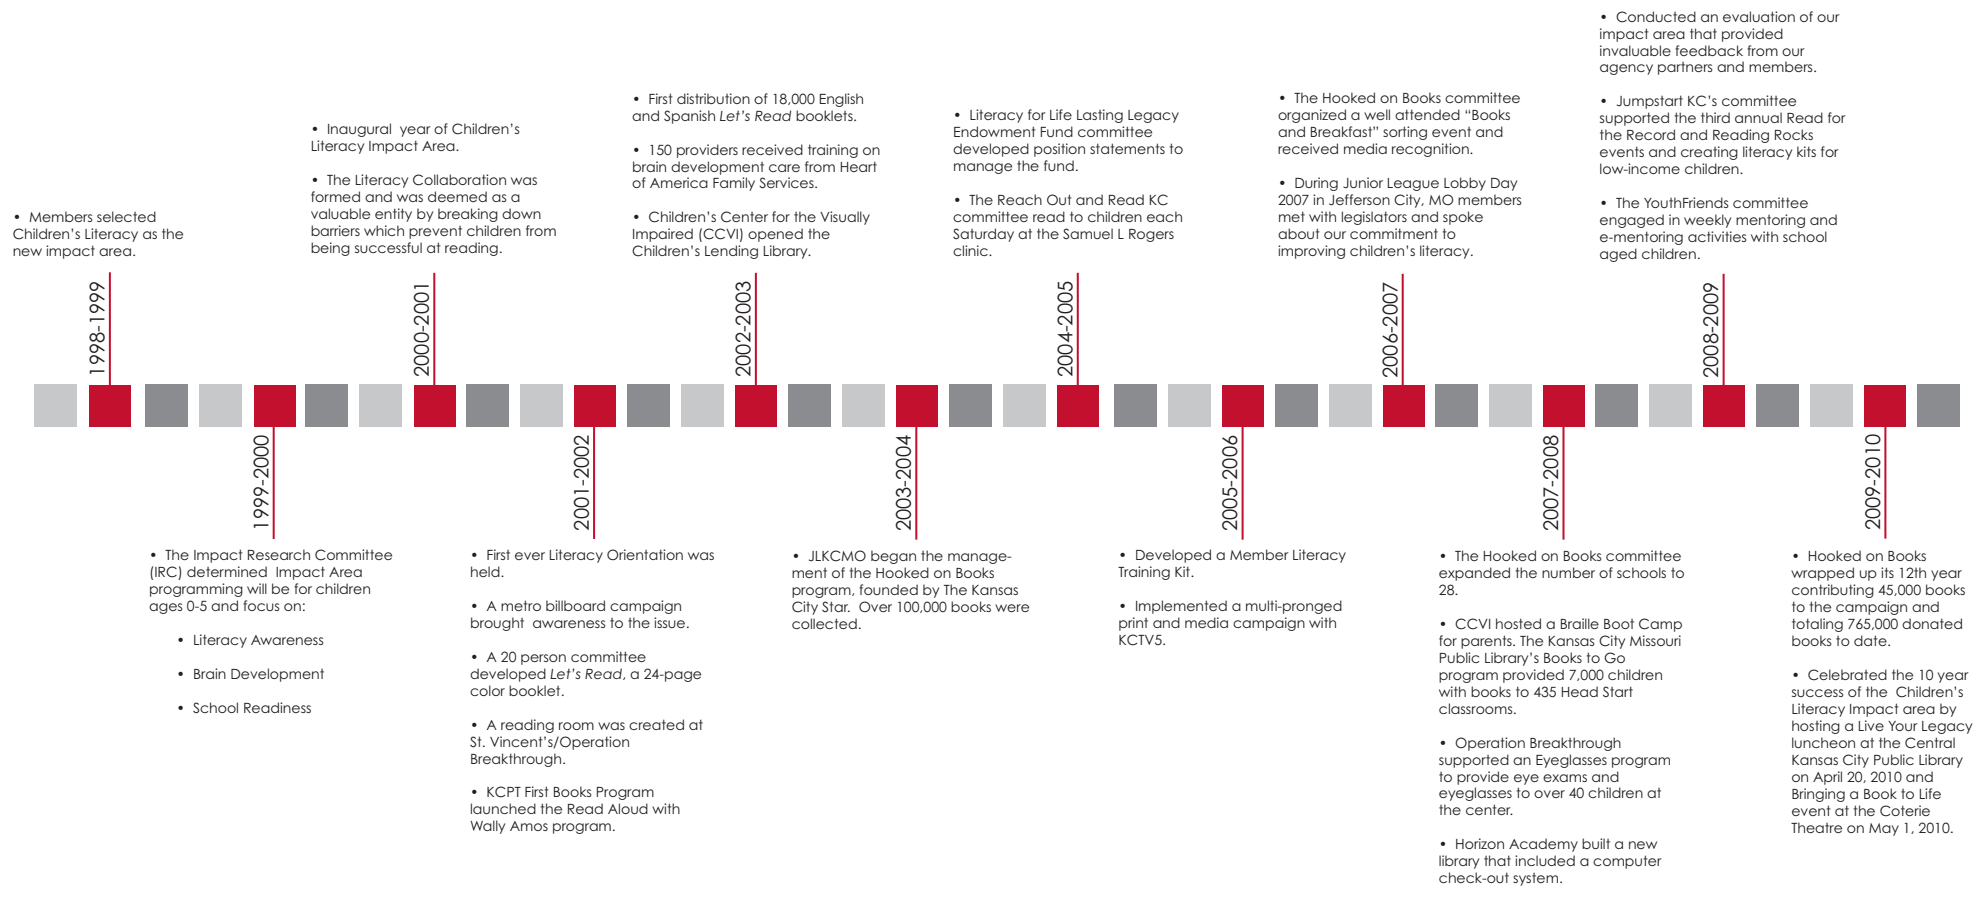 • Members selected
Children's Literacy as the
new impact area.
1998-1999
• The Impact Research Committee
(IRC) determined  Impact Area
programming will be for children
ages 0-5 and focus on:
• Literacy Awareness
• Brain Development
• School Readiness
1999-2000
• Inaugural  year of Children's
Literacy Impact Area.
• The Literacy Collaboration was
formed and was deemed as a
valuable entity by breaking down
barriers which prevent children from
being successful at reading.
2000-2001
• First ever Literacy Orientation was
held.
• A metro billboard campaign
brought  awareness to the issue.
• A 20 person committee
developed Let's Read, a 24-page
color booklet.
• A reading room was created at
St. Vincent's/Operation
Breakthrough.
• KCPT First Books Program
launched the Read Aloud with
Wally Amos program.
2001-2002
• First distribution of 18,000 English
and Spanish Let's Read booklets.
• 150 providers received training on
brain development care from Heart
of America Family Services.
• Children's Center for the Visually
Impaired (CCVI) opened the
Children's Lending Library.
2002-2003
• JLKCMO began the manage-
ment of the Hooked on Books
program, founded by The Kansas
City Star.  Over 100,000 books were
collected.
2003-2004
• Literacy for Life Lasting Legacy
Endowment Fund committee
developed position statements to
manage the fund.
• The Reach Out and Read KC
committee read to children each
Saturday at the Samuel L Rogers
clinic.
2004-2005
• Developed a Member Literacy
Training Kit.
• Implemented a multi-pronged
print and media campaign with
KCTV5.
2005-2006
• The Hooked on Books committee
organized a well attended “Books
and Breakfast” sorting event and
received media recognition.
• During Junior League Lobby Day
2007 in Jefferson City, MO members
met with legislators and spoke
about our commitment to
improving children's literacy.
2006-2007
• The Hooked on Books committee
expanded the number of schools to
28.
• CCVI hosted a Braille Boot Camp
for parents. The Kansas City Missouri
Public Library's Books to Go
program provided 7,000 children
with books to 435 Head Start
classrooms.
• Operation Breakthrough
supported an Eyeglasses program
to provide eye exams and
eyeglasses to over 40 children at
the center.
• Horizon Academy built a new
library that included a computer
check-out system.
2007-2008
• Conducted an evaluation of our
impact area that provided
invaluable feedback from our
agency partners and members.
• Jumpstart KC's committee
supported the third annual Read for
the Record and Reading Rocks
events and creating literacy kits for
low-income children.
• The YouthFriends committee
engaged in weekly mentoring and
e-mentoring activities with school
aged children.
2008-2009
• Hooked on Books
wrapped up its 12th year
contributing 45,000 books
to the campaign and
totaling 765,000 donated
books to date.
• Celebrated the 10 year
success of the  Children's
Literacy Impact area by
hosting a Live Your Legacy
luncheon at the Central
Kansas City Public Library
on April 20, 2010 and
Bringing a Book to Life
event at the Coterie
Theatre on May 1, 2010.
2009-2010